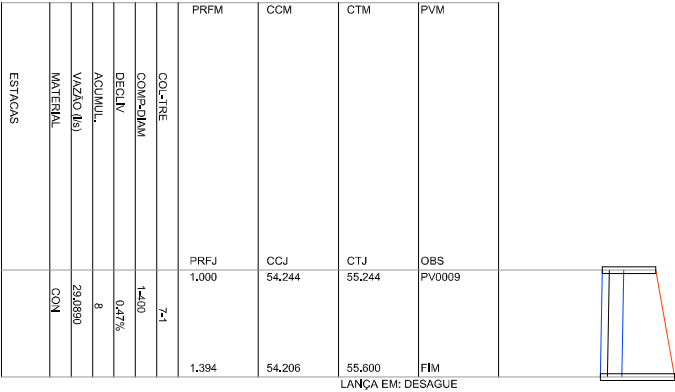 PRFM CCM CTM PVM
ESTACAS
MATERIAL
VAZÃO (l/s)
ACUMUL.
DECLIV
COMP-DIAM
COL-TRE
PRFJ CCJ CTJ OBS
1.000 54.244 55.244 PV0009
CON
29.0890
8
0.47%
1-400
7-1
1.394 54.206 55.600 FIM
LANÇA EM: DESAGUE